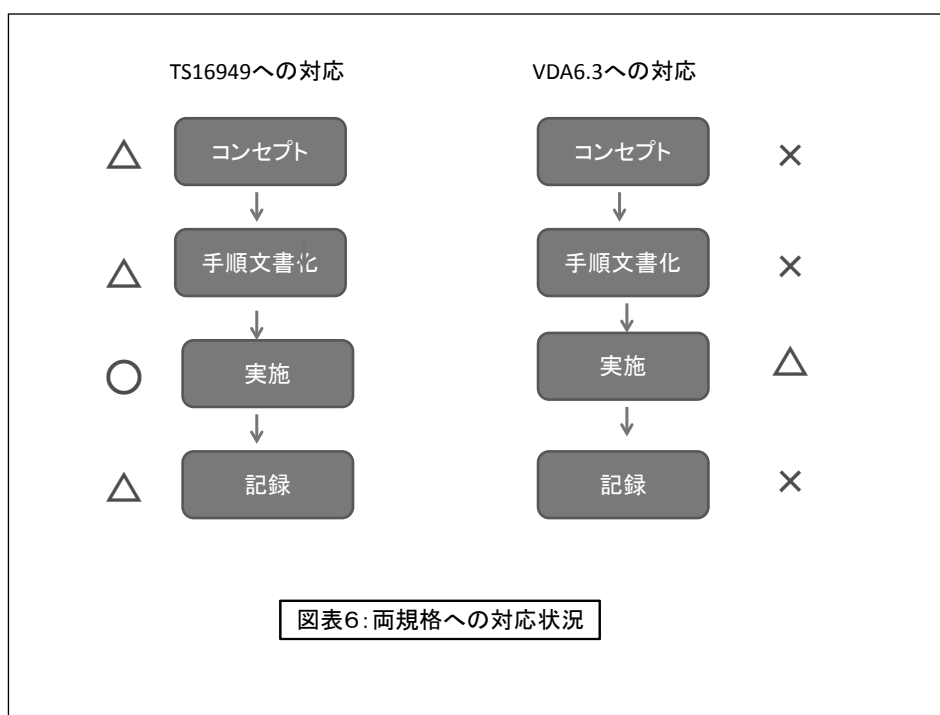 TS16949への対応
VDA6.3への対応
△ コンセプト
コンセプト ×
△ 手順文書化
手順文書化 ×
○ 実施
実施 △
△ 記録
記録 ×
図表6:両規格への対応状況